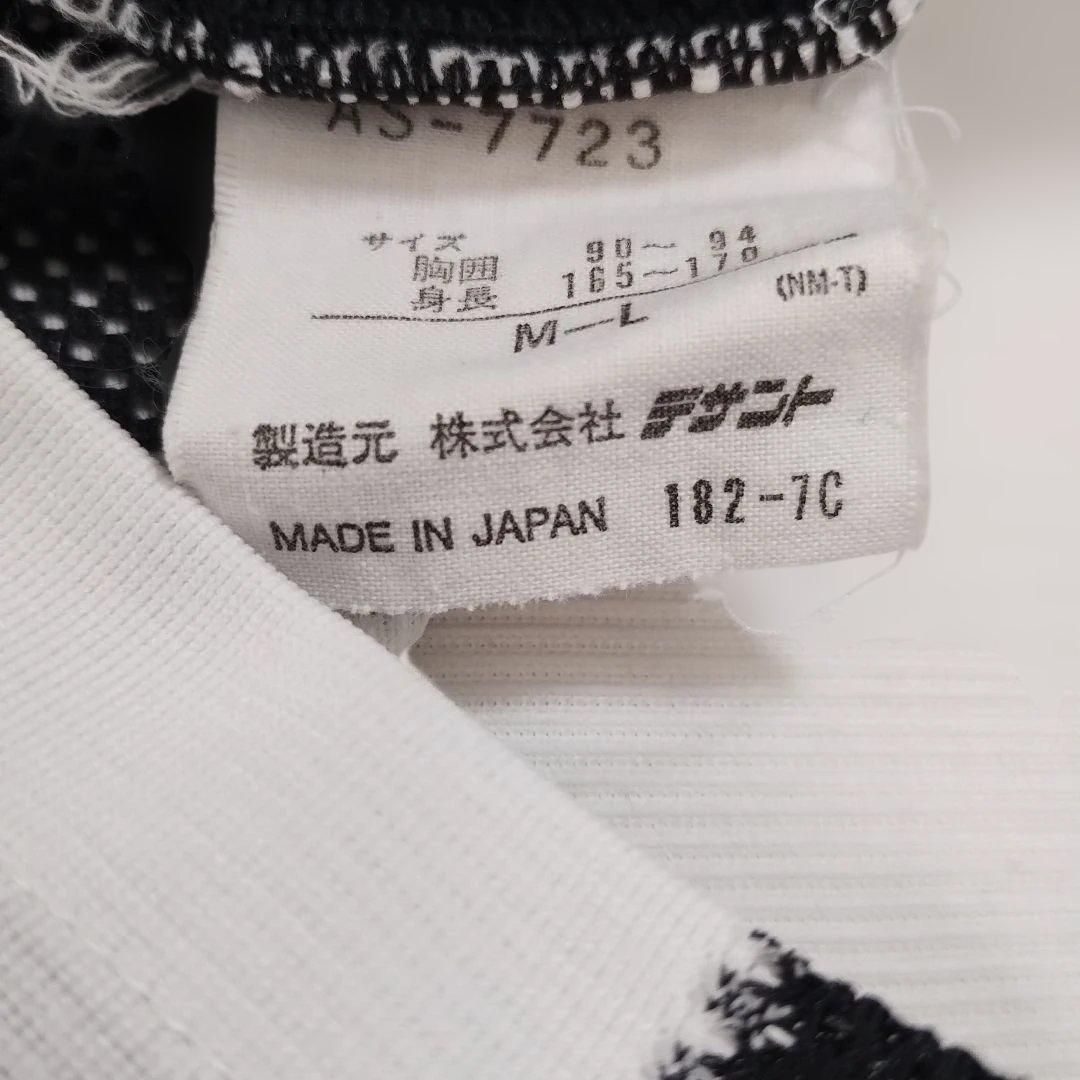 AS-7723
サイズ
胸囲 90〜94
身長 165〜178
(NM-T)
M—L
製造元 株式会社デサント
MADE IN JAPAN 182-7C